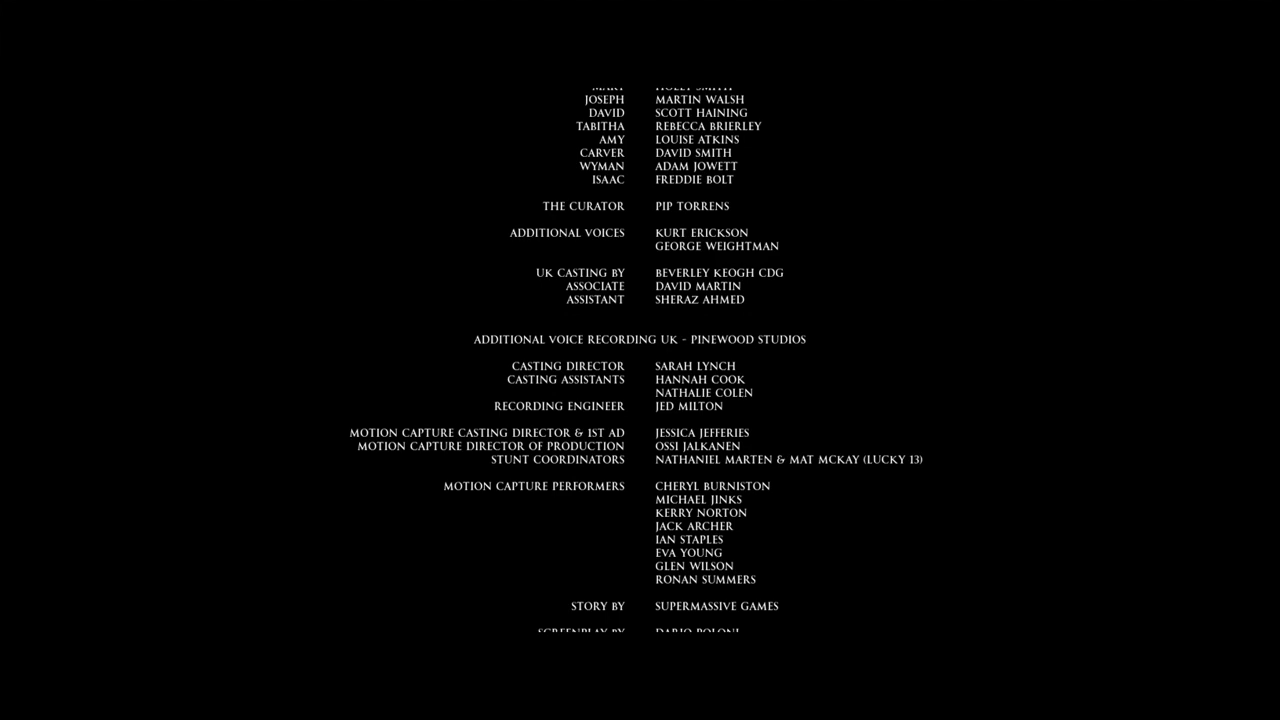 JOSEPH MARTIN WALSH
DAVID SCOTT HAINING
TABITHA REBECCA BRIERLEY
AMY LOUISE ATKINS
CARVER DAVID SMITH
WYMAN ADAM JOWETT
ISAAC FREDDIE BOLT
THE CURATOR PIP TORRENS
ADDITIONAL VOICES KURT ERICKSON
GEORGE WEIGHTMAN
UK CASTING BY BEVERLEY KEOGH CDG
ASSOCIATE DAVID MARTIN
ASSISTANT SHERAZ AHMED
ADDITIONAL VOICE RECORDING UK - PINEWOOD STUDIOS
CASTING DIRECTOR SARAH LYNCH
CASTING ASSISTANTS HANNAH COOK
NATHALIE COLEN
RECORDING ENGINEER JED MILTON
MOTION CAPTURE CASTING DIRECTOR & 1ST AD JESSICA JEFFERIES
MOTION CAPTURE DIRECTOR OF PRODUCTION OSSI JALKANEN
STUNT COORDINATORS NATHANIEL MARTEN & MAT MCKAY (LUCKY 13)
MOTION CAPTURE PERFORMERS CHERYL BURNISTON
MICHAEL JINKS
KERRY NORTON
JACK ARCHER
IAN STAPLES
EVA YOUNG
GLEN WILSON
RONAN SUMMERS
STORY BY SUPERMASSIVE GAMES
SCREENPLAY BY